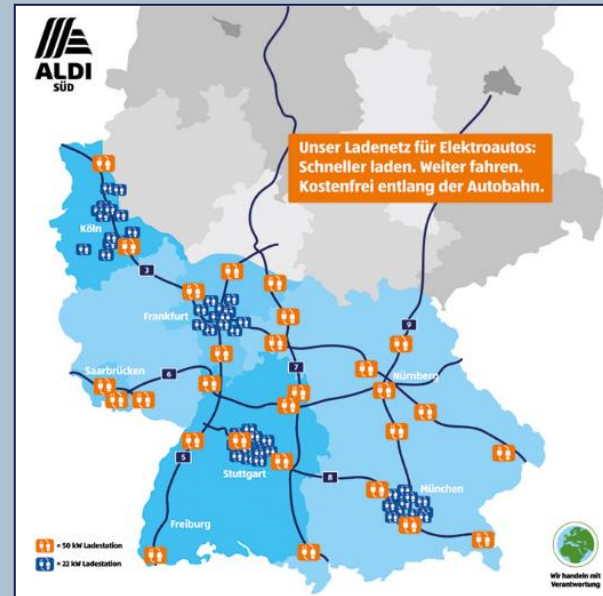 ALDI
SÜD
Unser Ladenetz für Elektroautos:
Schneller laden. Weiter fahren.
Kostenfrei entlang der Autobahn.
Köln
3
Frankfurt
9
Saarbrücken
6
7
Nürnberg
5
Stuttgart
8
München
Freiburg
= 50 kW Ladestation
= 22 kW Ladestation
Wir handeln mit
Verantwortung